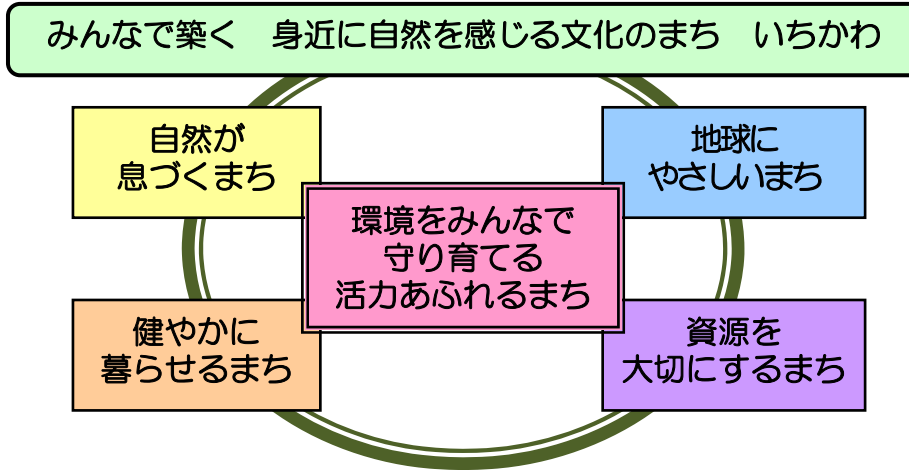 みんなで築く　身近に自然を感じる文化のまち　いちかわ
自然が
息づくまち
地球に
やさしいまち
環境をみんなで
守り育てる
活力あふれるまち
健やかに
暮らせるまち
資源を
大切にするまち